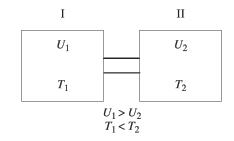 I II
U₁ U₂
T₁ T₂
U₁ > U₂
T₁ < T₂